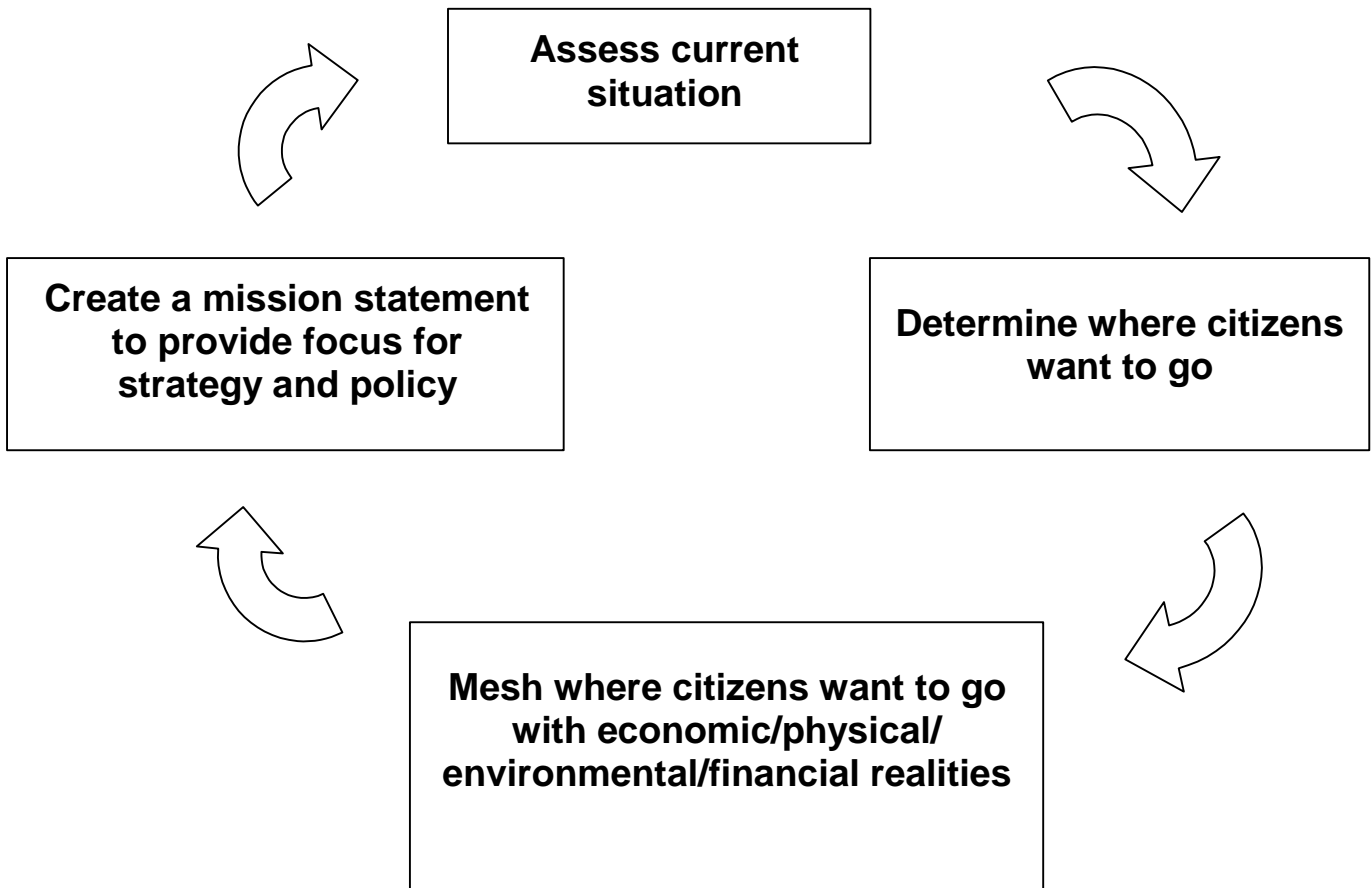 Assess current
situation
Create a mission statement
to provide focus for
strategy and policy
Determine where citizens
want to go
Mesh where citizens want to go
with economic/physical/
environmental/financial realities